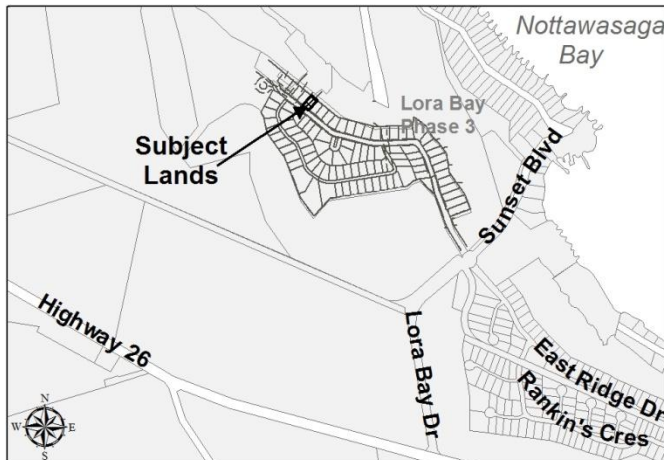 Nottawasaga
Bay
Lora Bay
Phase 3
Subject
Lands
Sunset Blvd
Highway 26
Lora Bay Dr
East Ridge Dr
Rankin's Cres
N
W E
S